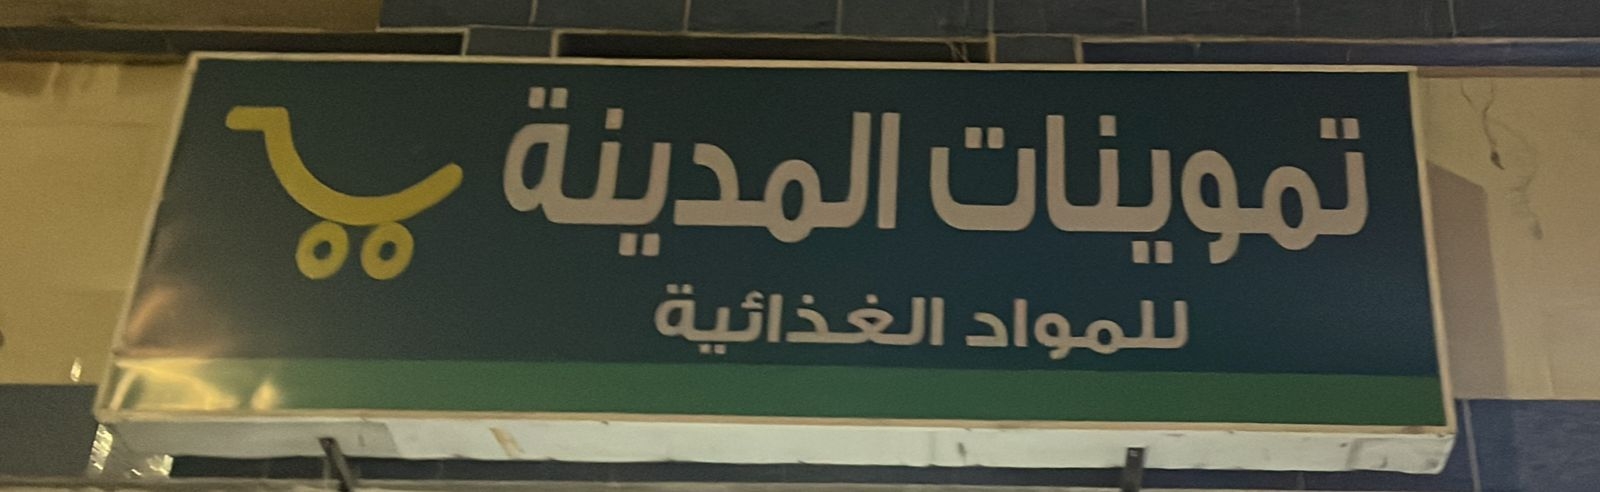 تموينات المدينة
للمواد الغذائية